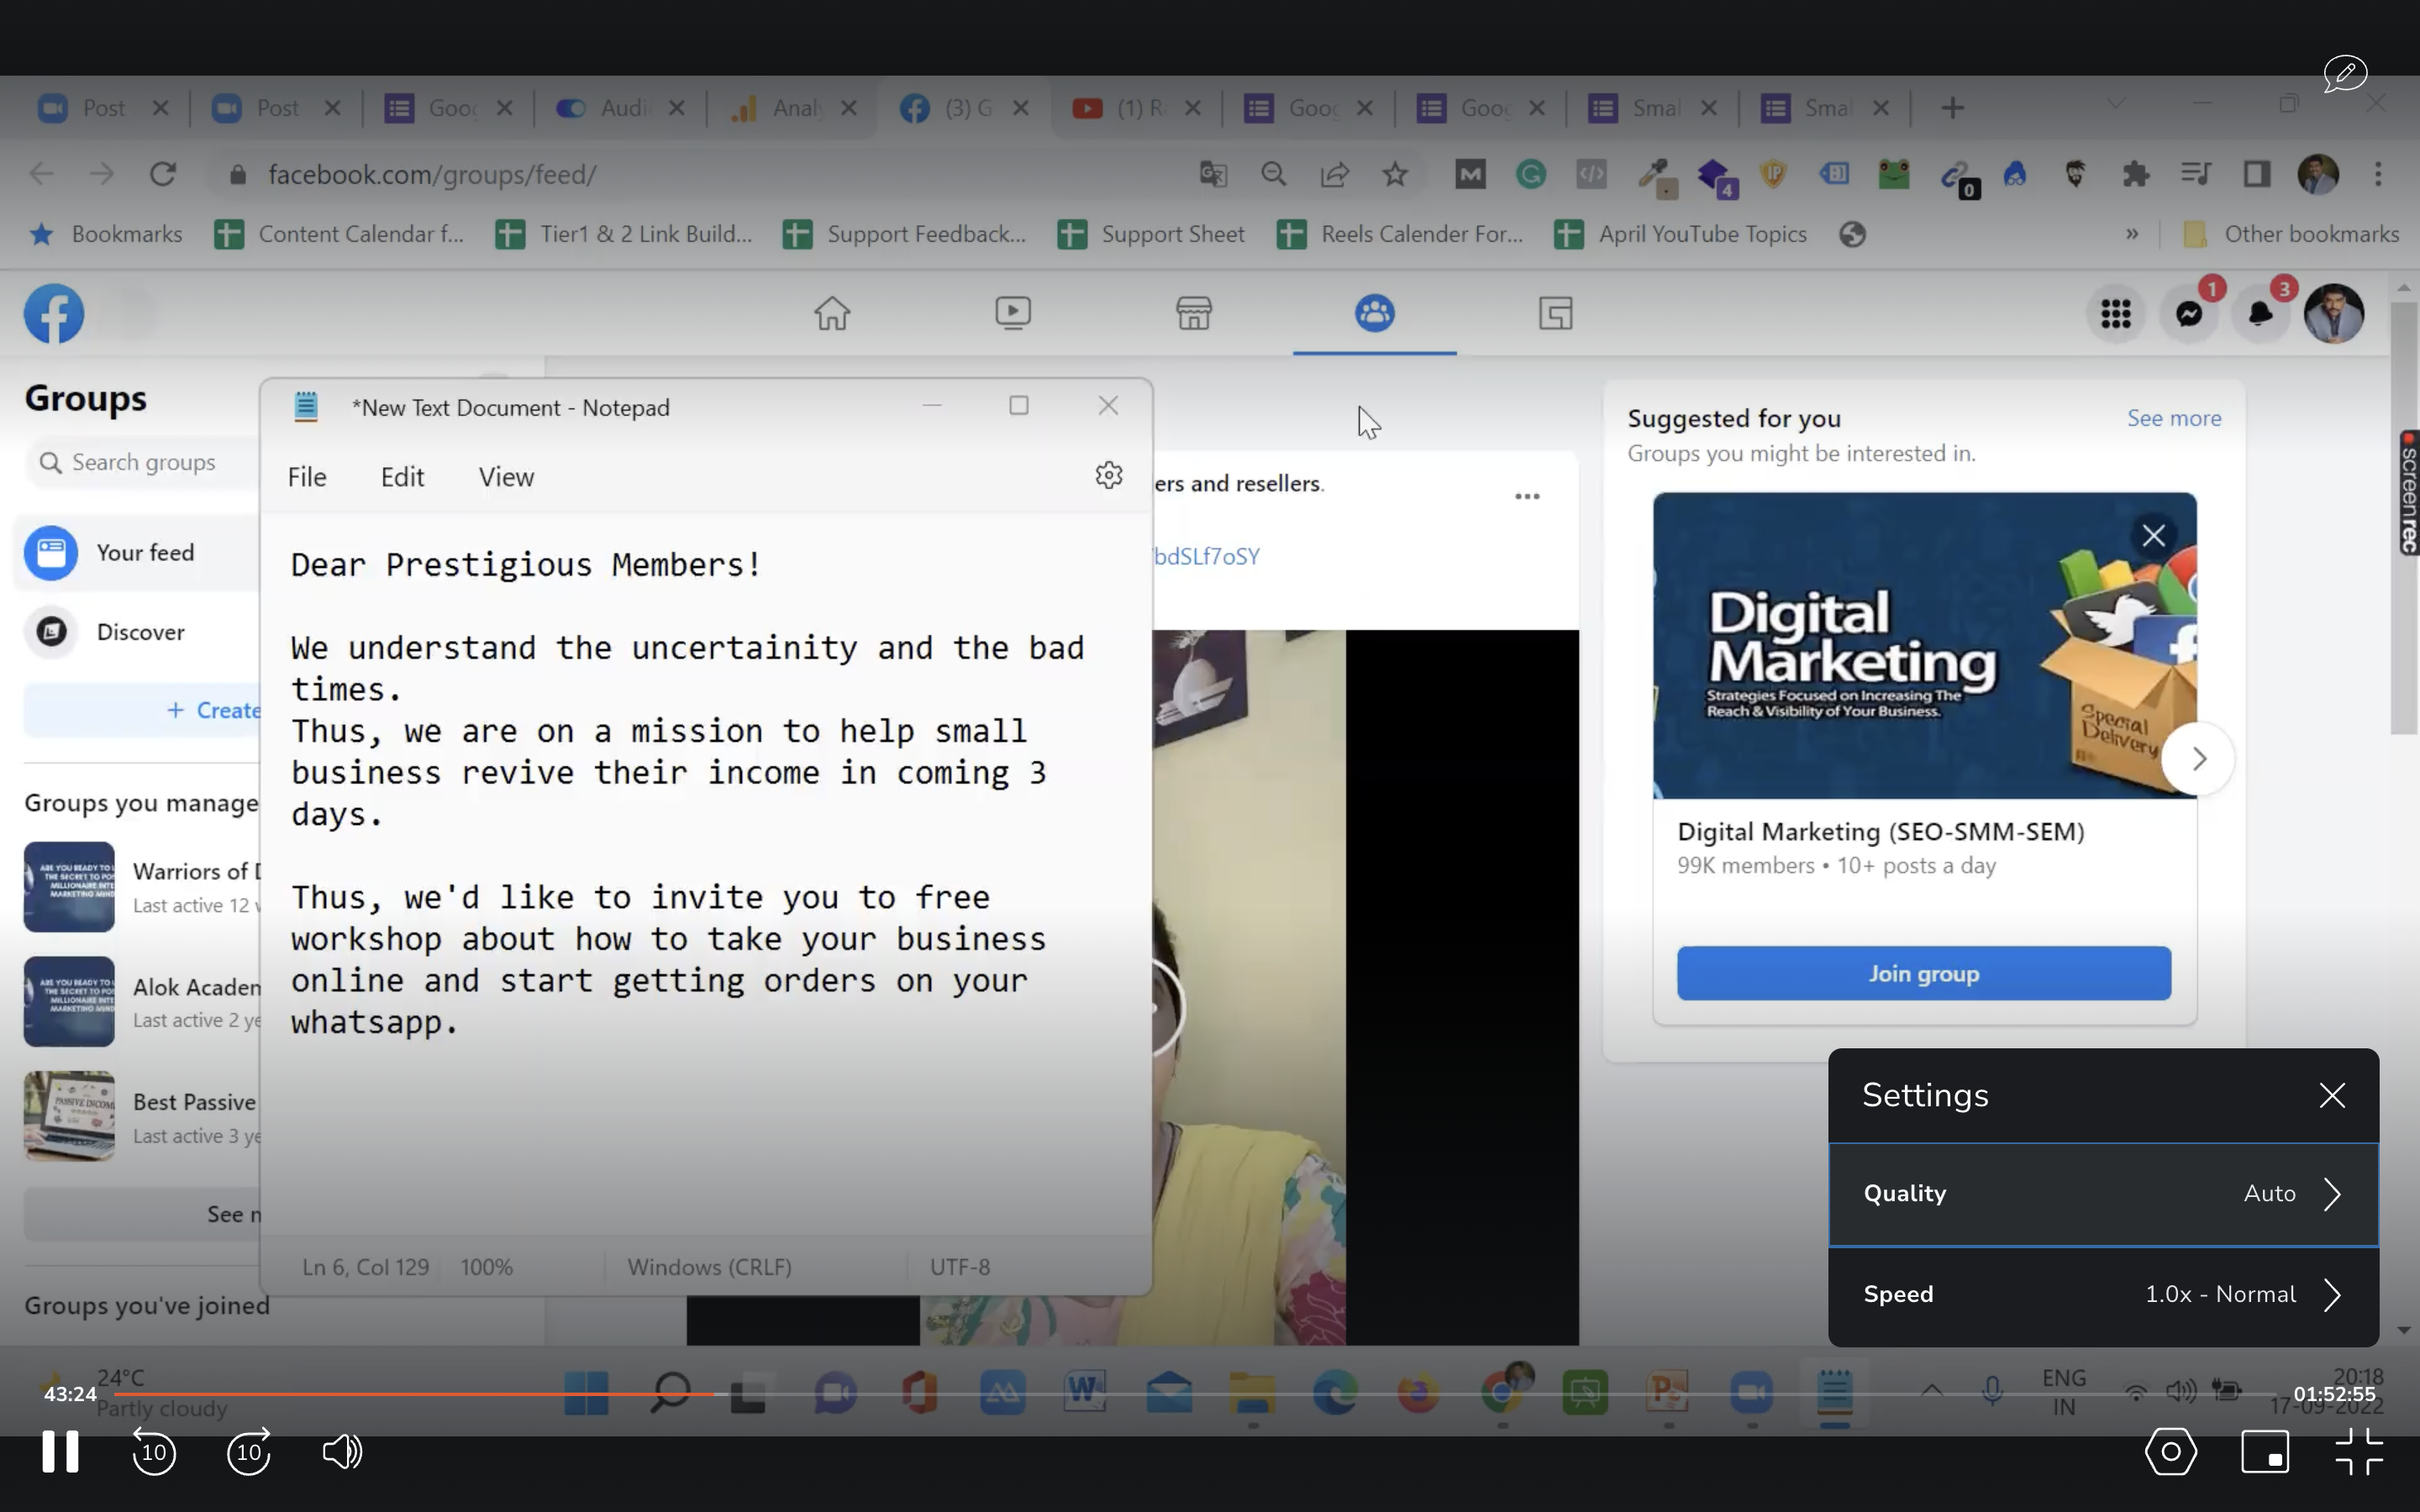 Post
Post
Goo
Audi
Analy
(3) G
(1) R
Goo
Goo
Smal
Smal
facebook.com/groups/feed/
4
0
Bookmarks
Content Calendar f...
Tier1 & 2 Link Build...
Support Feedback...
Support Sheet
Reels Calender For...
April YouTube Topics
»
Other bookmarks
1
3
Groups
Search groups
Your feed
Discover
+ Create
Groups you manage
Warriors of
Last active 12
Alok Academ
Last active 2 ye
Best Passive
Last active 3 ye
See
Groups you've joined
*New Text Document - Notepad
File Edit View
Dear Prestigious Members!
We understand the uncertainity and the bad
times.
Thus, we are on a mission to help small
business revive their income in coming 3
days.
Thus, we'd like to invite you to free
workshop about how to take your business
online and start getting orders on your
whatsapp.
Ln 6, Col 129
100%
Windows (CRLF)
UTF-8
ers and resellers.
bdSLf7oSY
Suggested for you
See more
Groups you might be interested in.
Digital
Marketing
Strategies Focused on Increasing The
Reach & Visibility of Your Business.
Special
Delivery
Digital Marketing (SEO-SMM-SEM)
99K members • 10+ posts a day
Join group
screenrec
Settings
Quality
Auto
Speed
1.0x - Normal
24°C
Partly cloudy
43:24
ENG
IN
20:18
17-09-2022
01:52:55
10
10